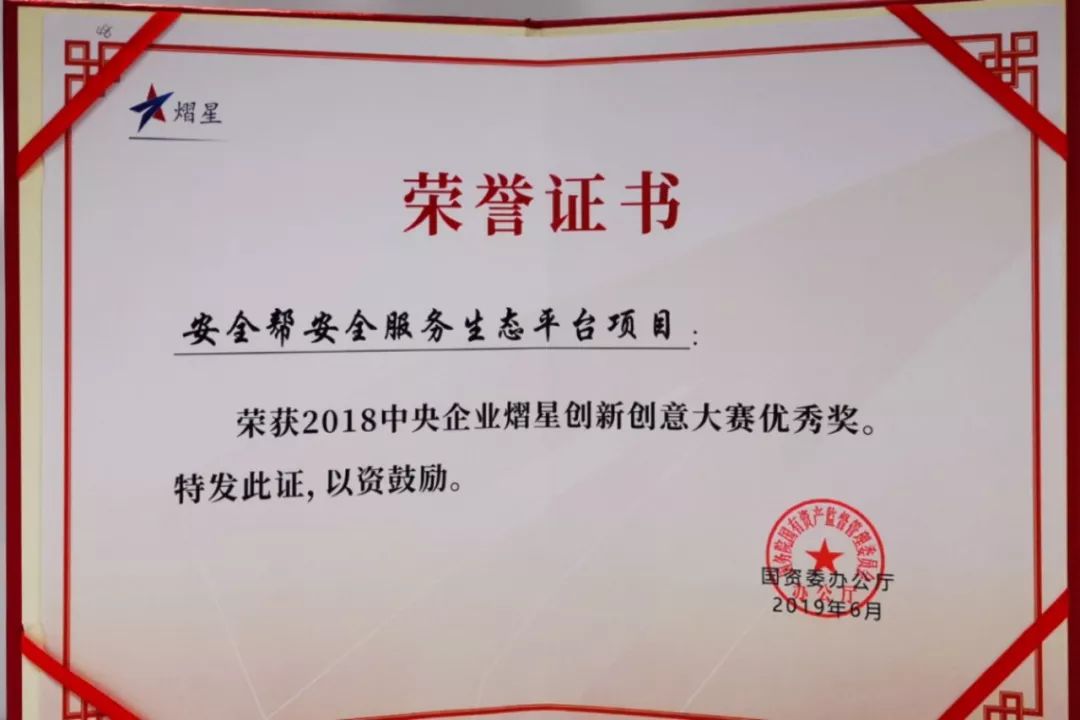 48
熠星
荣誉证书
安全帮安全服务生态平台项目：
荣获2018中央企业熠星创新创意大赛优秀奖。
特发此证，以资鼓励。
国务院国有资产监督管理委员会
办公厅
国资委办公厅
2019年6月